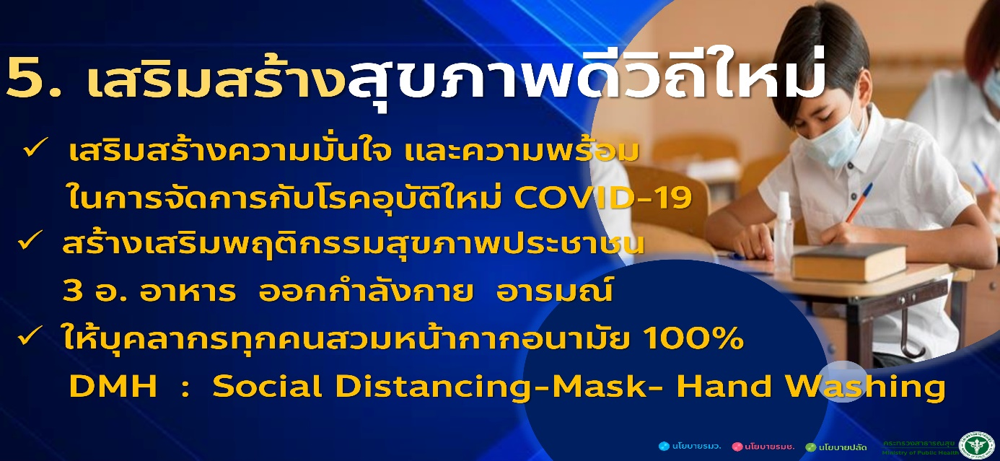 5. เสริมสร้างสุขภาพดีวิถีใหม่
✓ เสริมสร้างความมั่นใจ และความพร้อม
ในการจัดการกับโรคอุบัติใหม่ COVID-19
✓ สร้างเสริมพฤติกรรมสุขภาพประชาชน
3 อ. อาหาร ออกกำลังกาย อารมณ์
✓ ให้บุคลากรทุกคนสวมหน้ากากอนามัย 100%
DMH : Social Distancing-Mask- Hand Washing
นโยบายรมว. นโยบายรมช. นโยบายปลัด
กระทรวงสาธารณสุข
Ministry of Public Health